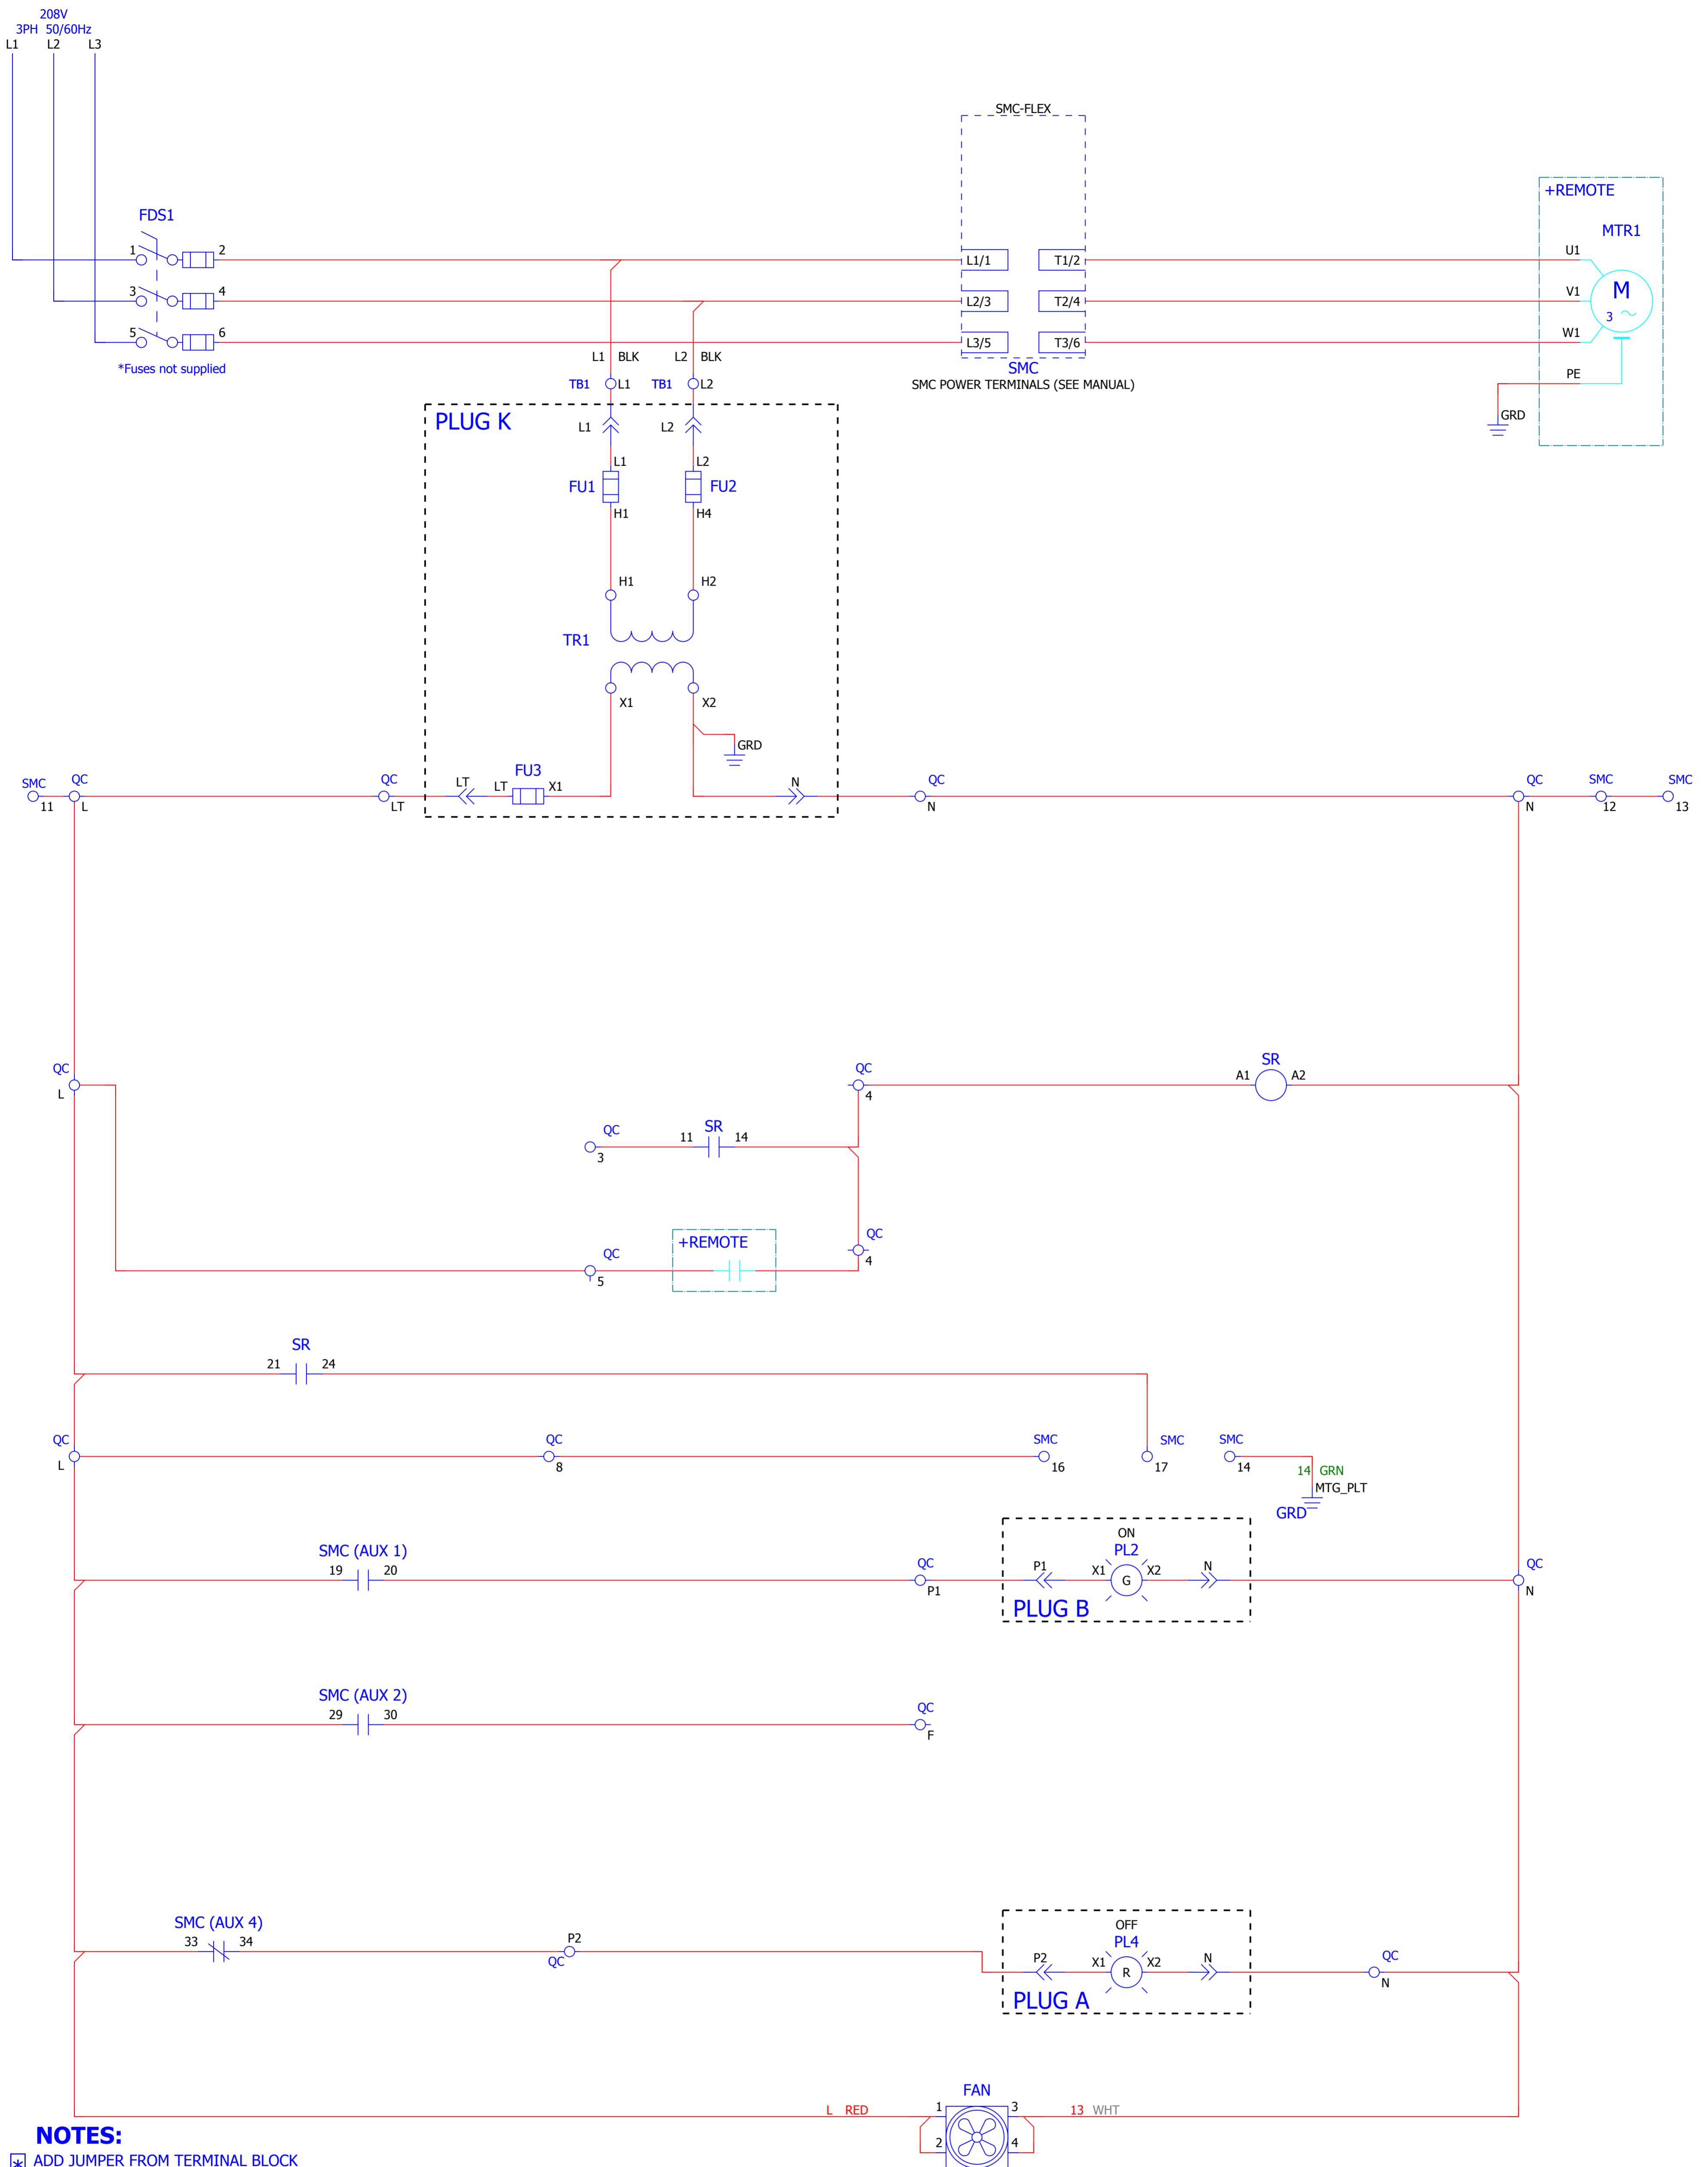 208V
3PH 50/60Hz
L1 L2 L3
SMC-FLEX
+REMOTE
FDS1
MTR1
1 2 L1/1 T1/2 U1
3 4 L2/3 T2/4 V1 M
3
5 6 L3/5 T3/6 W1
*Fuses not supplied
L1 BLK L2 BLK
SMC
SMC POWER TERMINALS (SEE MANUAL)
PE
TB1 L1 TB1 L2
GRD
PLUG K
L1 L2
L1 L2
FU1 FU2
H1 H4
H1 H2
TR1
X1 X2
GRD
FU3
SMC QC QC LT LT X1 N QC QC SMC SMC
11 L LT N N 12 13
QC QC SR
L 4 A1 A2
QC SR
3 11 14
QC +REMOTE QC
5 4
SR
21 24
QC QC SMC SMC SMC
L 8 16 17 14
14 GRN
MTG_PLT
GRD
ON
SMC (AUX 1) PL2
19 20 QC P1 X1 G X2 N QC
P1 N
PLUG B
SMC (AUX 2)
29 30 QC
F
SMC (AUX 4) OFF
33 34 P2 PL4
QC P2 X1 R X2 N QC
N
PLUG A
FAN
L RED 1 3 13 WHT
2 4
NOTES:
* ADD JUMPER FROM TERMINAL BLOCK